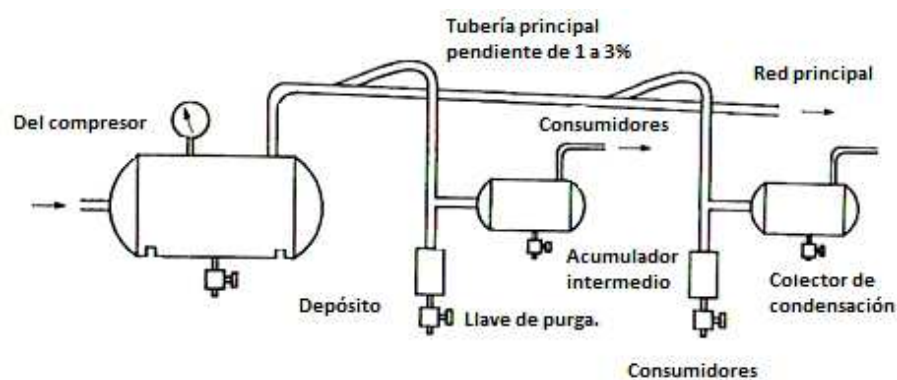 Tubería principal
pendiente de 1 a 3%
Red principal
Del compresor
Consumidores
Acumulador
intermedio
Colector de
condensación
Depósito
Llave de purga.
Consumidores